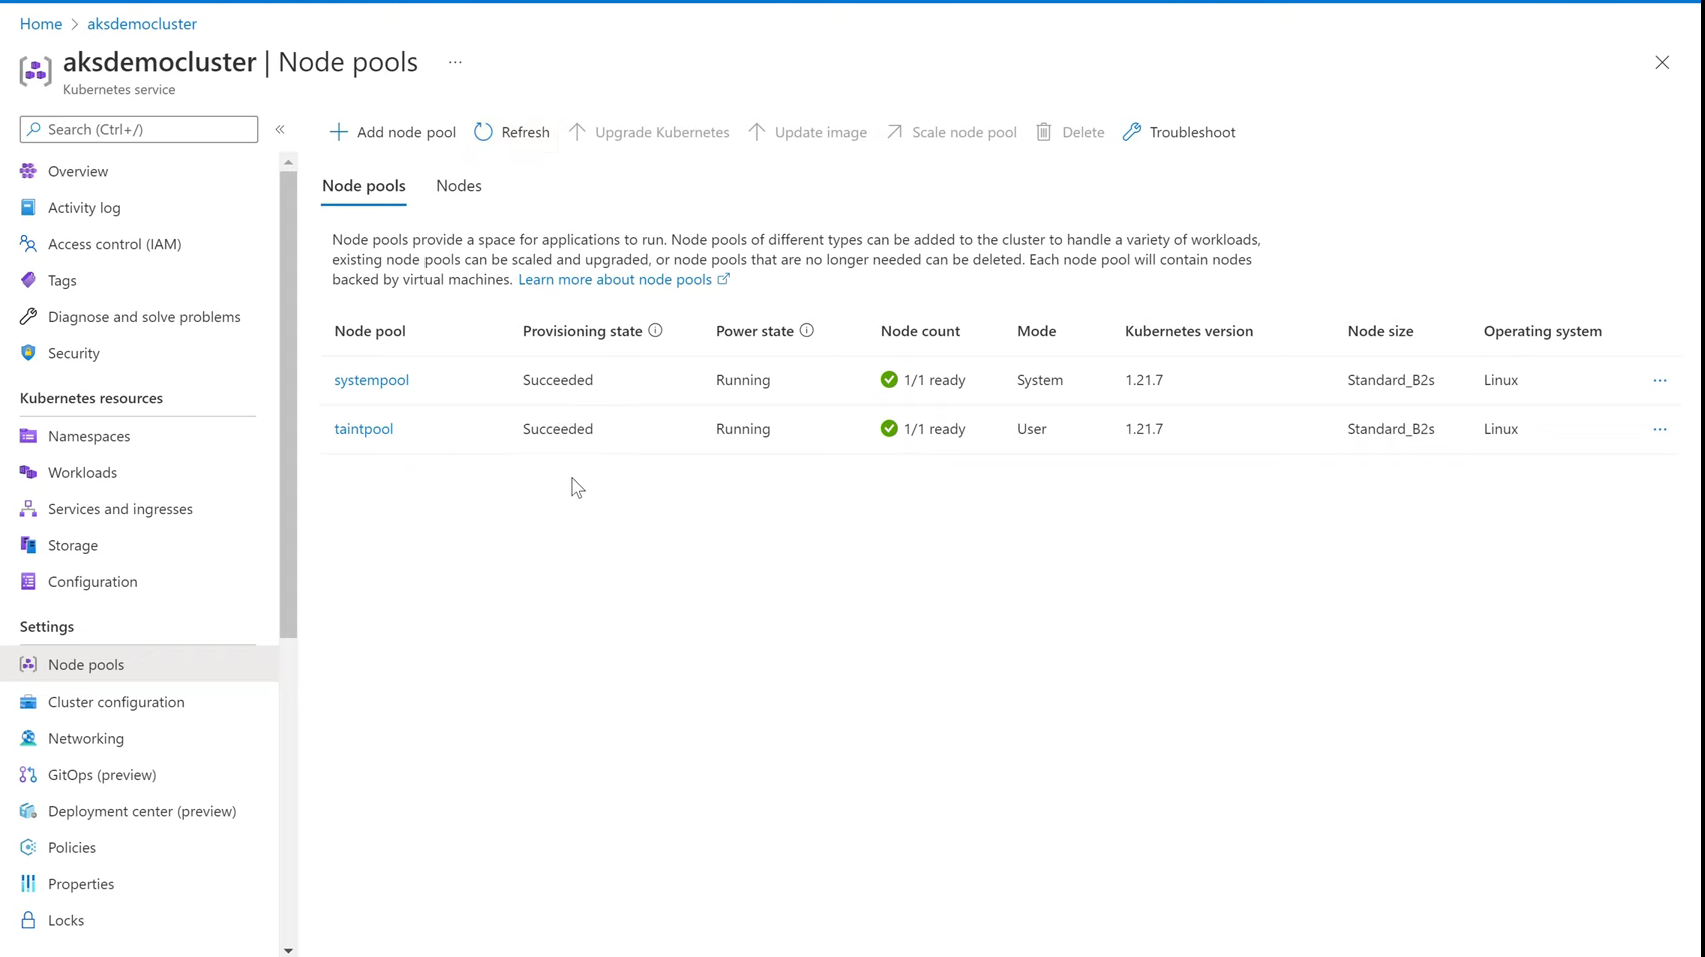 Home > aksdemocluster
aksdemocluster | Node pools ...
Kubernetes service
Search (Ctrl+/) «
Add node pool Refresh Upgrade Kubernetes Update image Scale node pool Delete Troubleshoot
Overview
Activity log
Access control (IAM)
Tags
Diagnose and solve problems
Security
Kubernetes resources
Namespaces
Workloads
Services and ingresses
Storage
Configuration
Settings
Node pools
Cluster configuration
Networking
GitOps (preview)
Deployment center (preview)
Policies
Properties
Locks
Node pools Nodes
Node pools provide a space for applications to run. Node pools of different types can be added to the cluster to handle a variety of workloads,
existing node pools can be scaled and upgraded, or node pools that are no longer needed can be deleted. Each node pool will contain nodes
backed by virtual machines. Learn more about node pools
Node pool Provisioning state Power state Node count Mode Kubernetes version Node size Operating system
systempool Succeeded Running 1/1 ready System 1.21.7 Standard_B2s Linux ...
taintpool Succeeded Running 1/1 ready User 1.21.7 Standard_B2s Linux ...